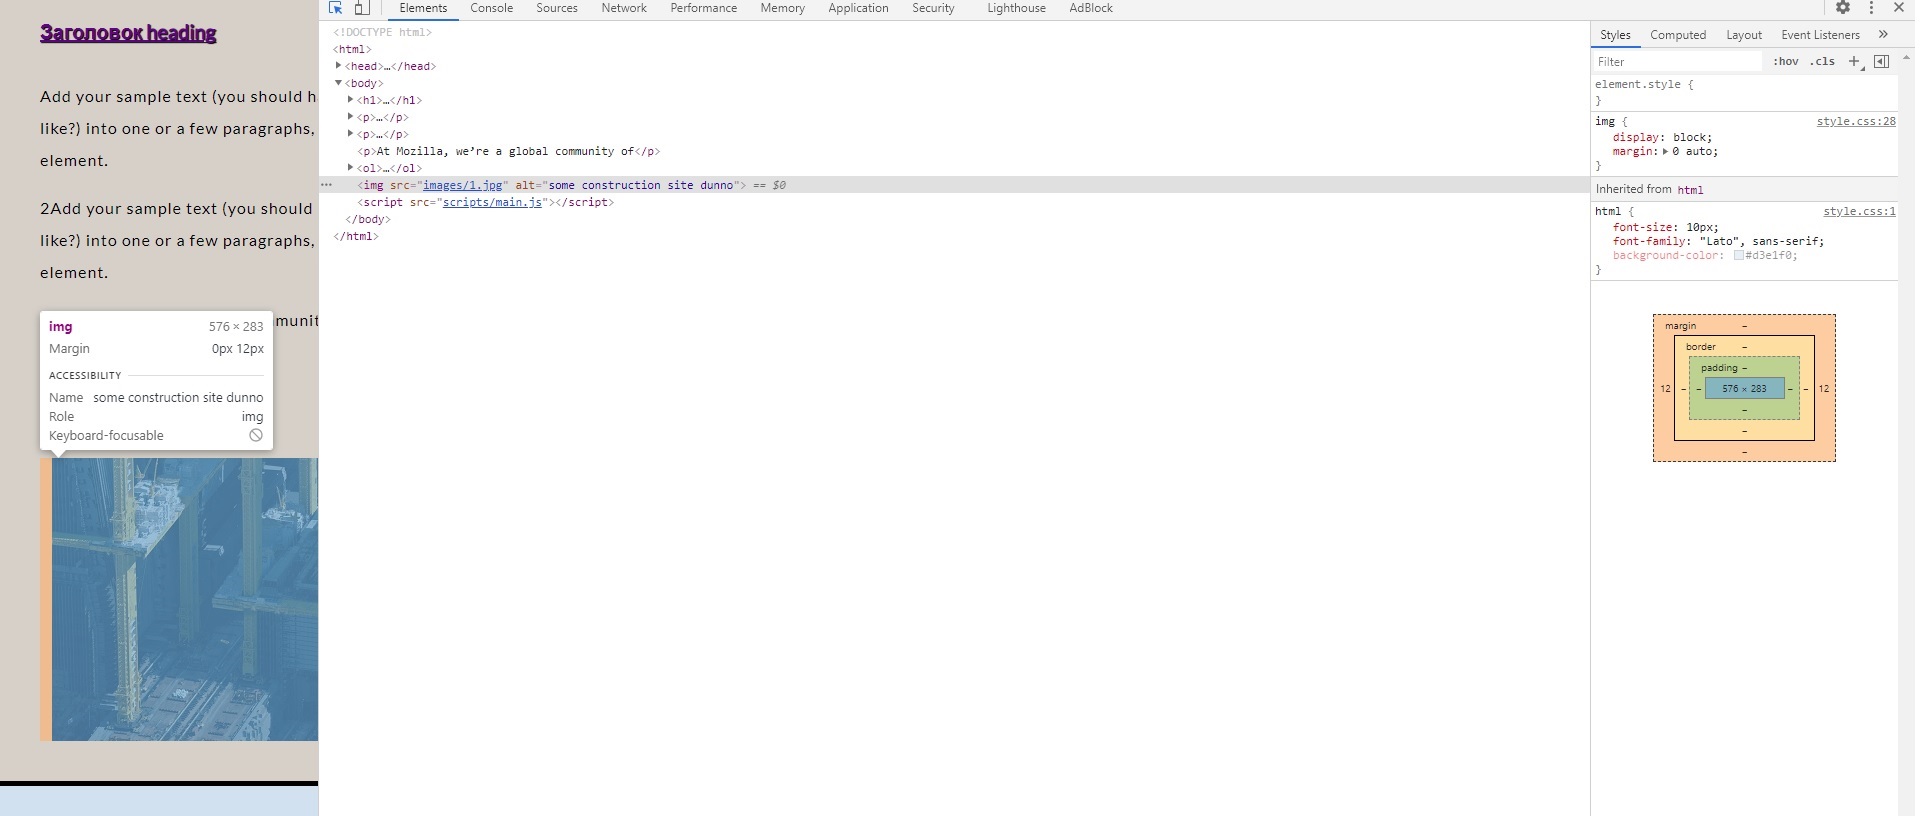 Заголовок heading
Add your sample text (you should h
like?) into one or a few paragraphs,
element.
2Add your sample text (you should
like?) into one or a few paragraphs,
element.
munit
img 576 × 283
Margin 0px 12px
ACCESSIBILITY
Name some construction site dunno
Role img
Keyboard-focusable
Elements Console Sources Network Performance Memory Application Security Lighthouse AdBlock
<!DOCTYPE html>
<html>
<head>…</head>
<body>
<h1>…</h1>
<p>…</p>
<p>…</p>
<p>At Mozilla, we’re a global community of</p>
<ol>…</ol>
<img src="images/1.jpg" alt="some construction site dunno"> == $0
<script src="scripts/main.js"></script>
</body>
</html>
Styles Computed Layout Event Listeners »
Filter :hov .cls +
element.style {
}
img { style.css:28
display: block;
margin: 0 auto;
}
Inherited from html
html { style.css:1
font-size: 10px;
font-family: "Lato", sans-serif;
background-color: #d3e1f0;
}
margin –
border –
padding –
12 – – 576 × 283 – – 12
–
–
–